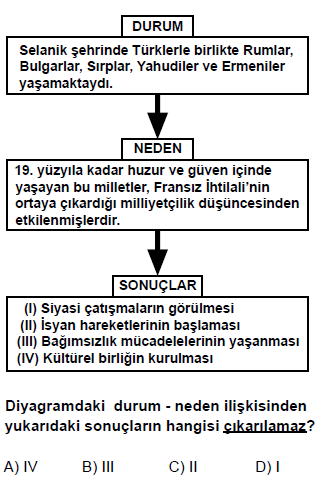 DURUM
Selanik şehrinde Türklerle birlikte Rumlar,
Bulgarlar, Sırplar, Yahudiler ve Ermeniler
yaşamaktaydı.
NEDEN
19. yüzyıla kadar huzur ve güven içinde
yaşayan bu milletler, Fransız İhtilali’nin
ortaya çıkardığı milliyetçilik düşüncesinden
etkilenmişlerdir.
SONUÇLAR
(I) Siyasi çatışmaların görülmesi
(II) İsyan hareketlerinin başlaması
(III) Bağımsızlık mücadelelerinin yaşanması
(IV) Kültürel birliğin kurulması
Diyagramdaki durum - neden ilişkisinden
yukarıdaki sonuçların hangisi çıkarılamaz?
A) IV B) III C) II D) I